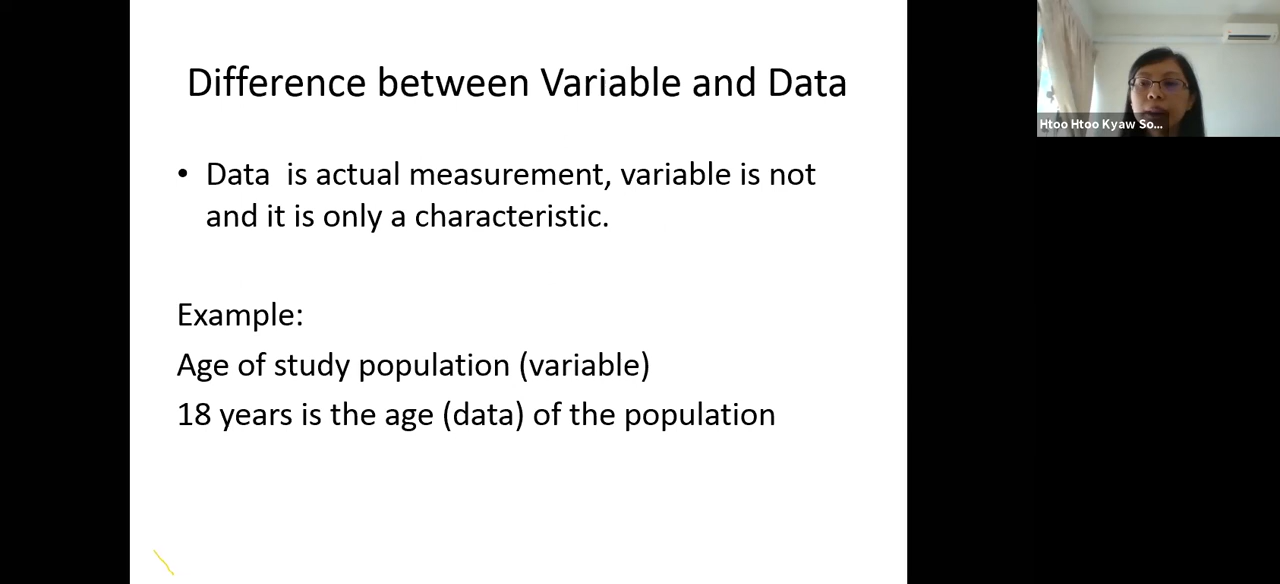 Difference between Variable and Data
• Data  is actual measurement, variable is not
and it is only a characteristic.
Example:
Age of study population (variable)
18 years is the age (data) of the population
Htoo Htoo Kyaw So...